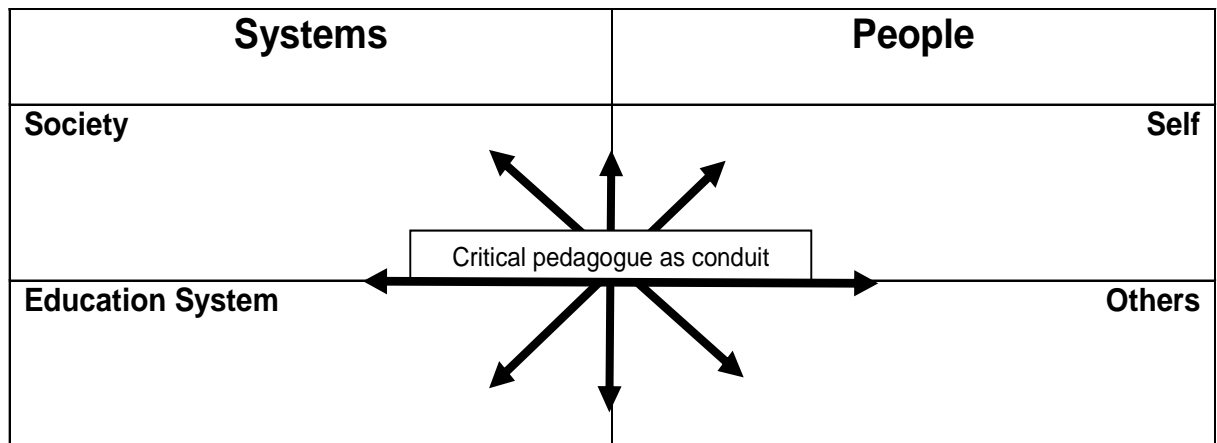 Systems
People
Society
Self
Critical pedagogue as conduit
Education System
Others